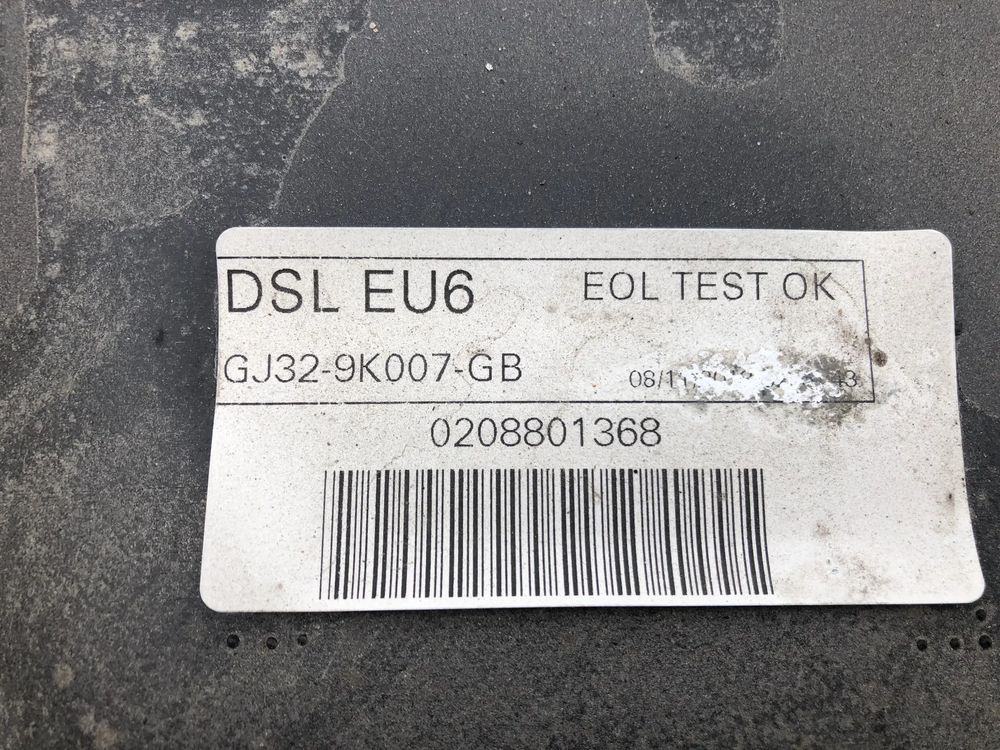 DSL EU6
EOL TEST OK
GJ32-9K007-GB
0208801368